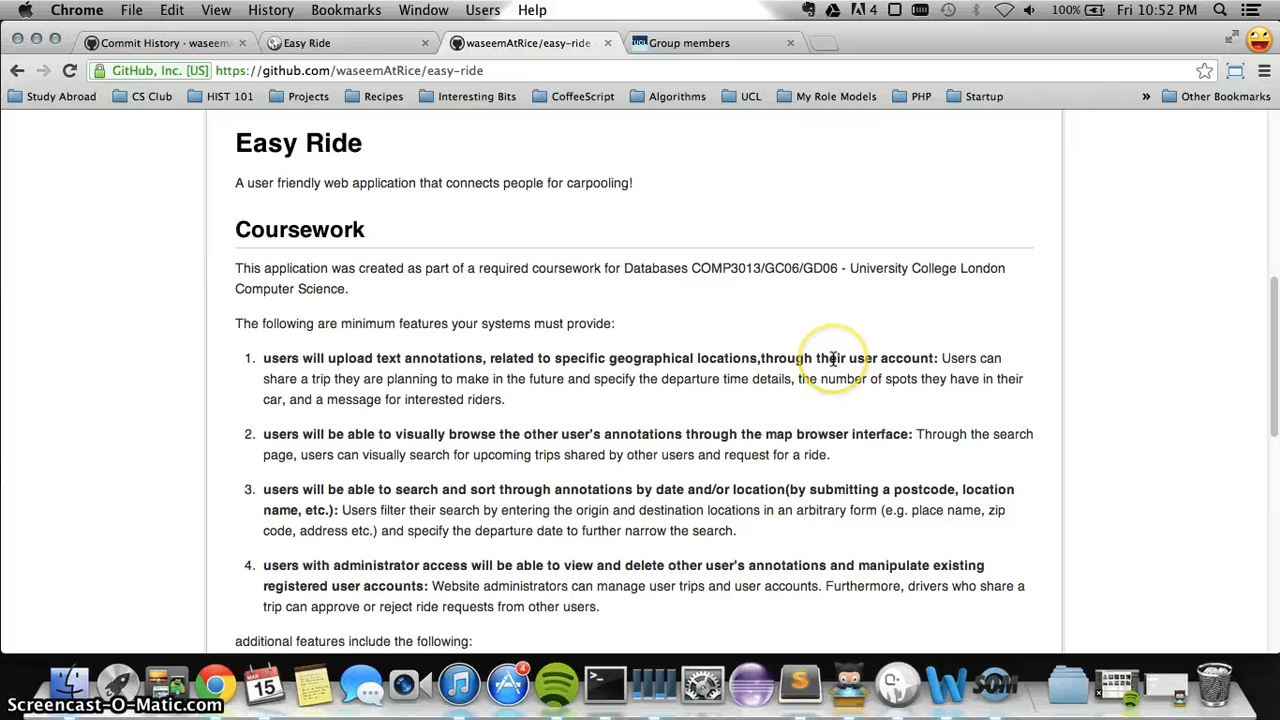 Chrome File Edit View History Bookmarks Window Users Help 4 100% Fri 10:52 PM
Commit History · waseem Easy Ride waseemAtRice/easy-ride UCL Group members
GitHub, Inc. [US] https://github.com/waseemAtRice/easy-ride
Study Abroad CS Club HIST 101 Projects Recipes Interesting Bits CoffeeScript Algorithms UCL My Role Models PHP Startup » Other Bookmarks
Easy Ride
A user friendly web application that connects people for carpooling!
Coursework
This application was created as part of a required coursework for Databases COMP3013/GC06/GD06 - University College London
Computer Science.
The following are minimum features your systems must provide:
1. users will upload text annotations, related to specific geographical locations,through their user account: Users can
share a trip they are planning to make in the future and specify the departure time details, the number of spots they have in their
car, and a message for interested riders.
2. users will be able to visually browse the other user's annotations through the map browser interface: Through the search
page, users can visually search for upcoming trips shared by other users and request for a ride.
3. users will be able to search and sort through annotations by date and/or location(by submitting a postcode, location
name, etc.): Users filter their search by entering the origin and destination locations in an arbitrary form (e.g. place name, zip
code, address etc.) and specify the departure date to further narrow the search.
4. users with administrator access will be able to view and delete other user's annotations and manipulate existing
registered user accounts: Website administrators can manage user trips and user accounts. Furthermore, drivers who share a
trip can approve or reject ride requests from other users.
additional features include the following:
MAR 15 4 S W SOM
Screencast-O-Matic.com